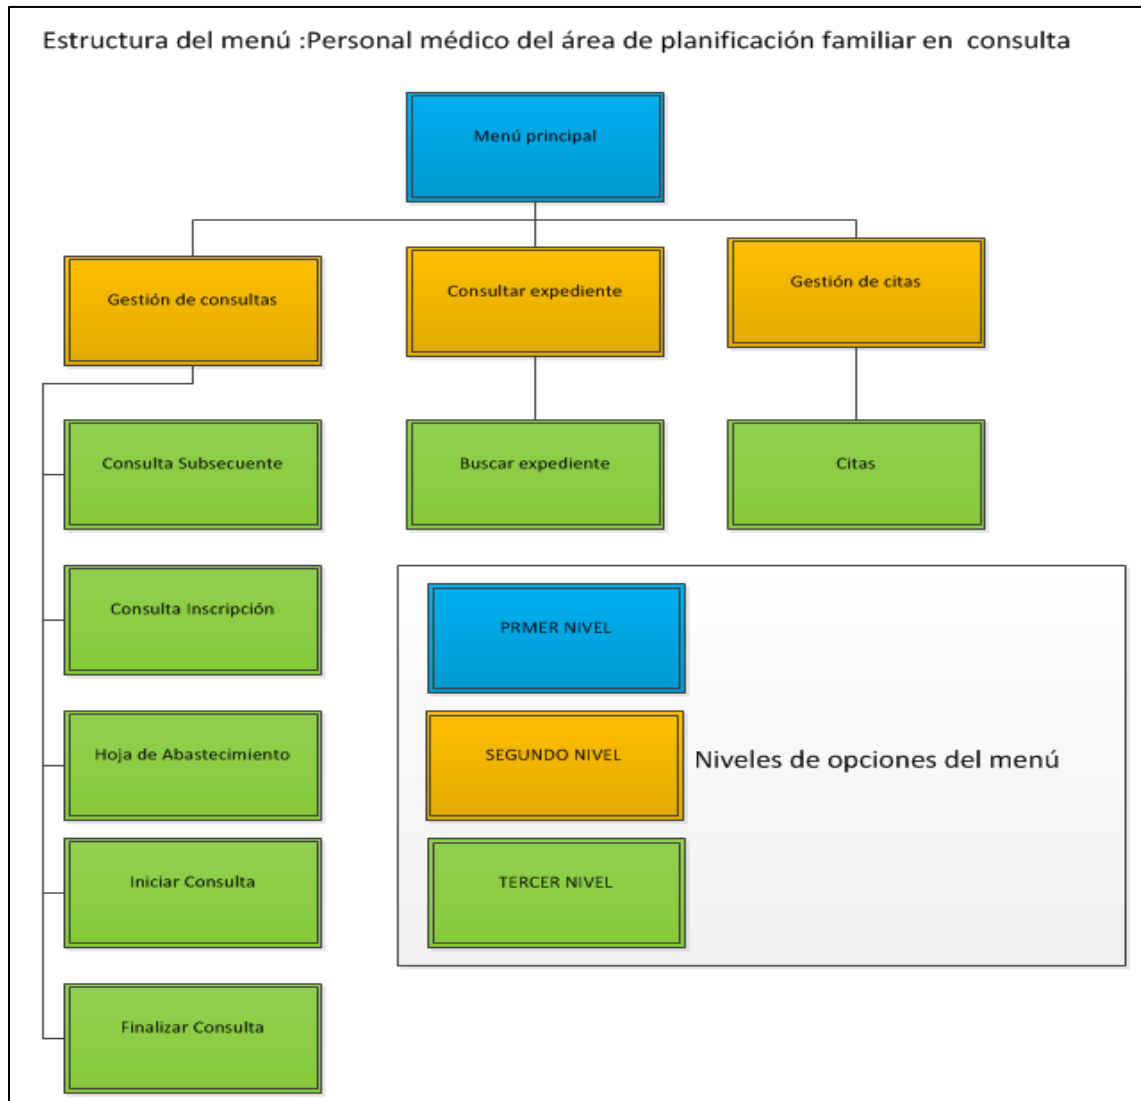 Estructura del menú :Personal médico del área de planificación familiar en consulta
Menú principal
Gestión de consultas
Consultar expediente
Gestión de citas
Consulta Subsecuente
Buscar expediente
Citas
Consulta Inscripción
Hoja de Abastecimiento
Iniciar Consulta
Finalizar Consulta
PRMER NIVEL
SEGUNDO NIVEL
Niveles de opciones del menú
TERCER NIVEL